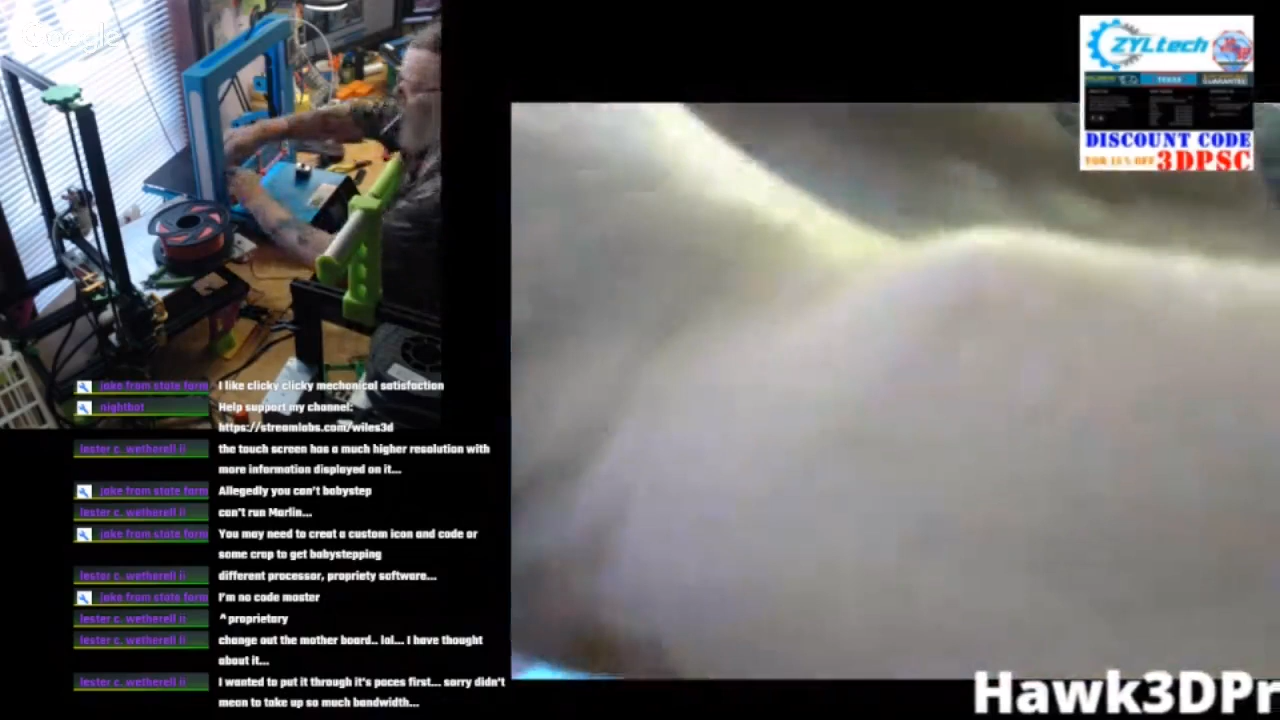 Google
ZYLtech
DISCOUNT CODE
FOR 15% OFF 3DPSC
jake from state farm I like clicky clicky mechanical satisfaction
nightbot Help support my channel:
https://streamlabs.com/wiles3d
lester c. wetherell ii the touch screen has a much higher resolution with
more information displayed on it...
jake from state farm Allegedly you can't babystep
lester c. wetherell ii can't run Marlin...
jake from state farm You may need to creat a custom icon and code or
some crap to get babystepping
lester c. wetherell ii different processor, propriety software...
jake from state farm I'm no code master
lester c. wetherell ii ^ proprietary
lester c. wetherell ii change out the mother board.. lol... I have thought
about it...
lester c. wetherell ii I wanted to put it through it's paces first... sorry didn't
mean to take up so much bandwidth...
Hawk3DPr